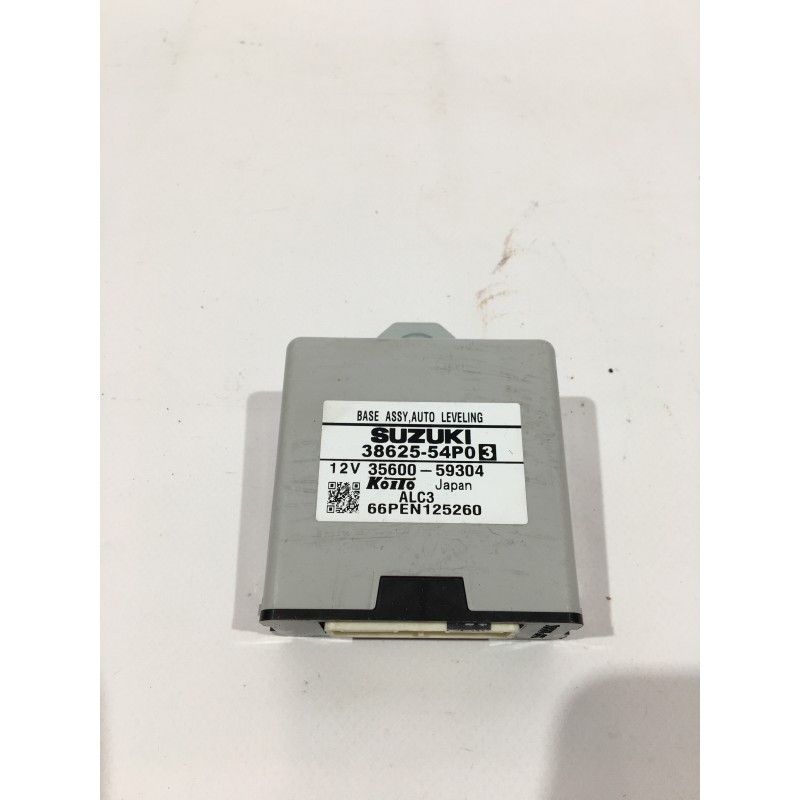 BASE ASSY,AUTO LEVELING
SUZUKI
38625-54P0 3
12V 35600-59304
KOITO Japan
ALC3
66PEN125260